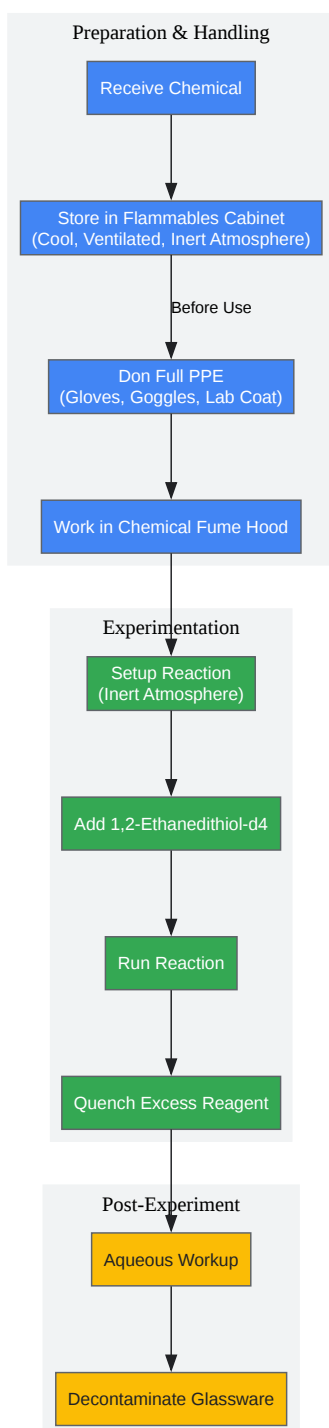 Preparation & Handling
Receive Chemical
Store in Flammables Cabinet
(Cool, Ventilated, Inert Atmosphere)
Before Use
Don Full PPE
(Gloves, Goggles, Lab Coat)
Work in Chemical Fume Hood
Experimentation
Setup Reaction
(Inert Atmosphere)
Add 1,2-Ethanedithiol-d4
Run Reaction
Quench Excess Reagent
Post-Experiment
Aqueous Workup
Decontaminate Glassware